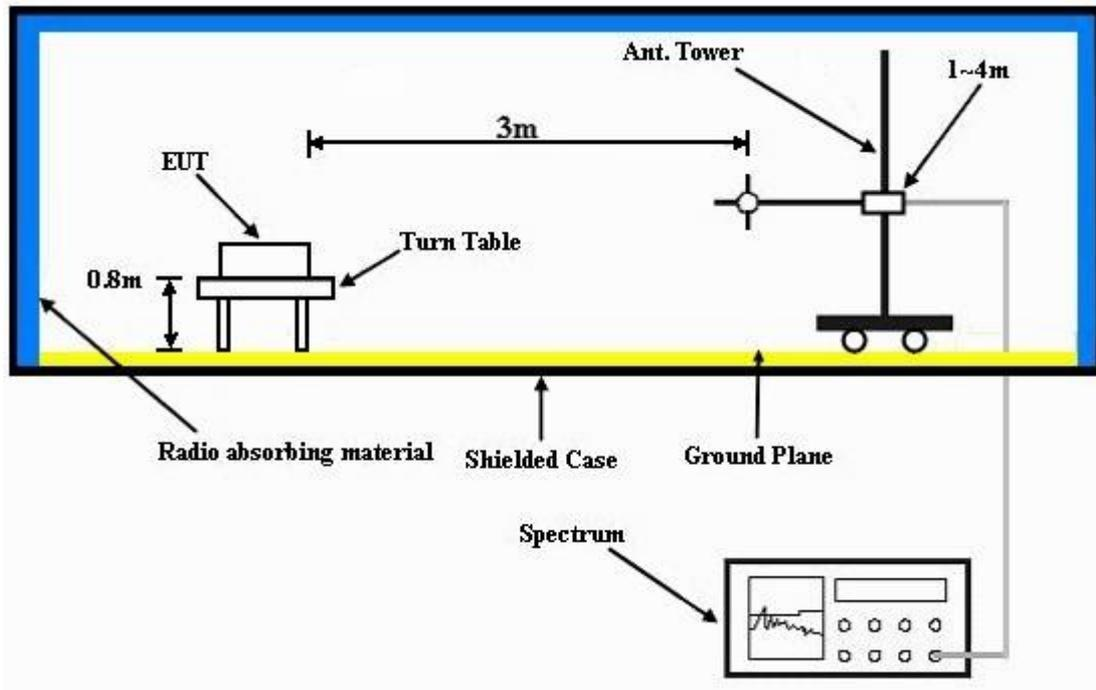 Ant. Tower
1~4m
3m
EUT
Turn Table
0.8m
Radio absorbing material
Shielded Case
Ground Plane
Spectrum